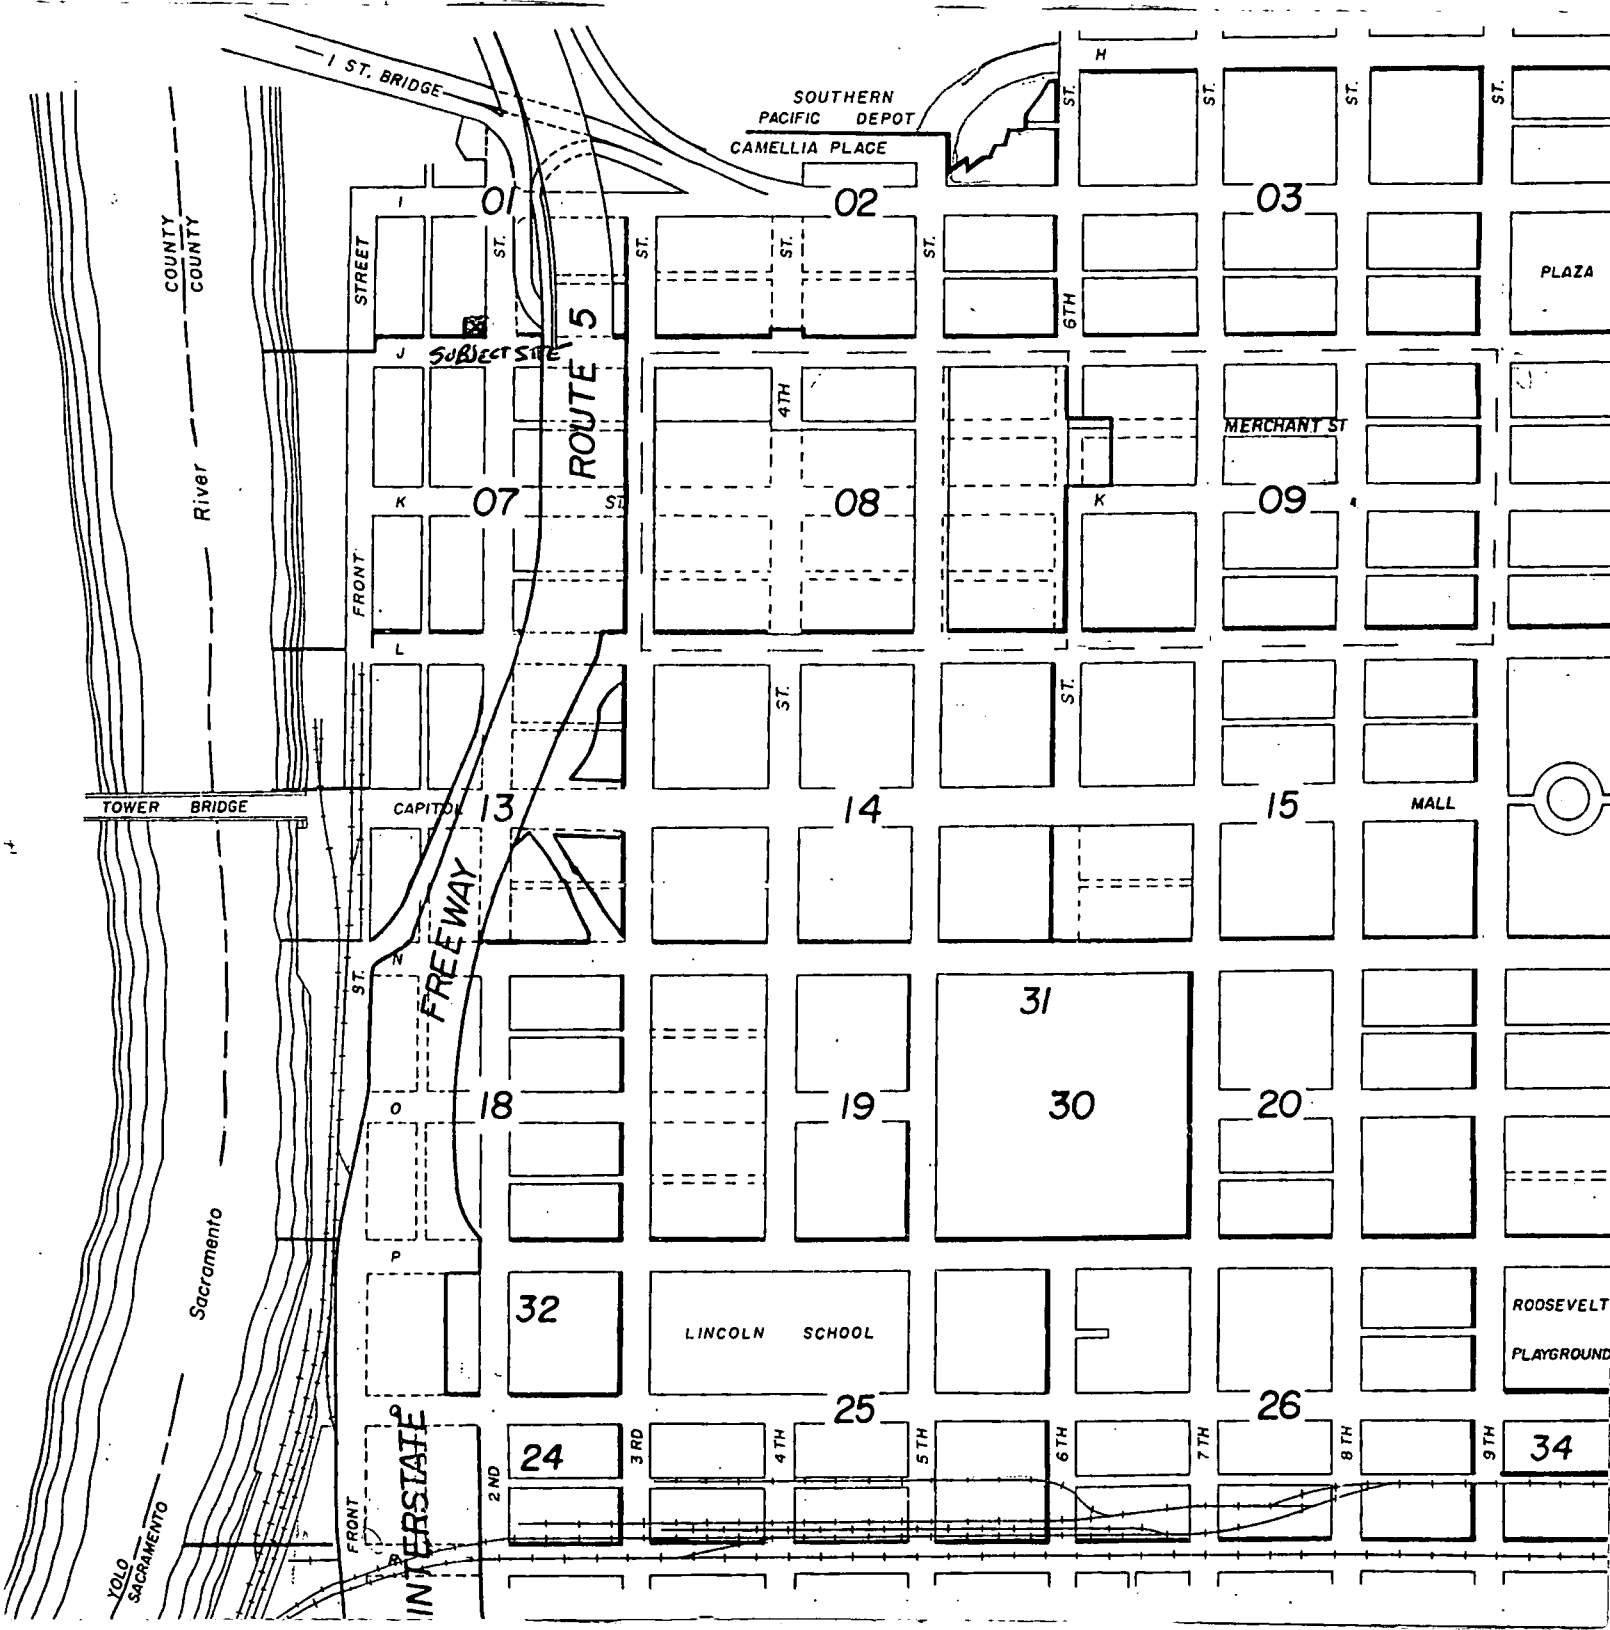 H
I ST. BRIDGE
SOUTHERN
PACIFIC DEPOT
CAMELLIA PLACE
ST.
ST.
ST.
ST.
01
02
03
I
COUNTY
COUNTY
STREET
ST.
ST.
ST.
ST.
6TH
PLAZA
J
SUBJECT SITE
ROUTE 5
4TH
MERCHANT ST
River
K
07
ST.
08
K
09
FRONT
L
ST.
ST.
TOWER BRIDGE
CAPITOL
13
14
15
MALL
FREEWAY
N
ST.
31
O
18
19
30
20
Sacramento
P
32
LINCOLN SCHOOL
ROOSEVELT
PLAYGROUND
25
26
Q
INTERSTATE
24
2ND
3RD
4TH
5TH
6TH
7TH
8TH
9TH
34
FRONT
R
YOLO
SACRAMENTO